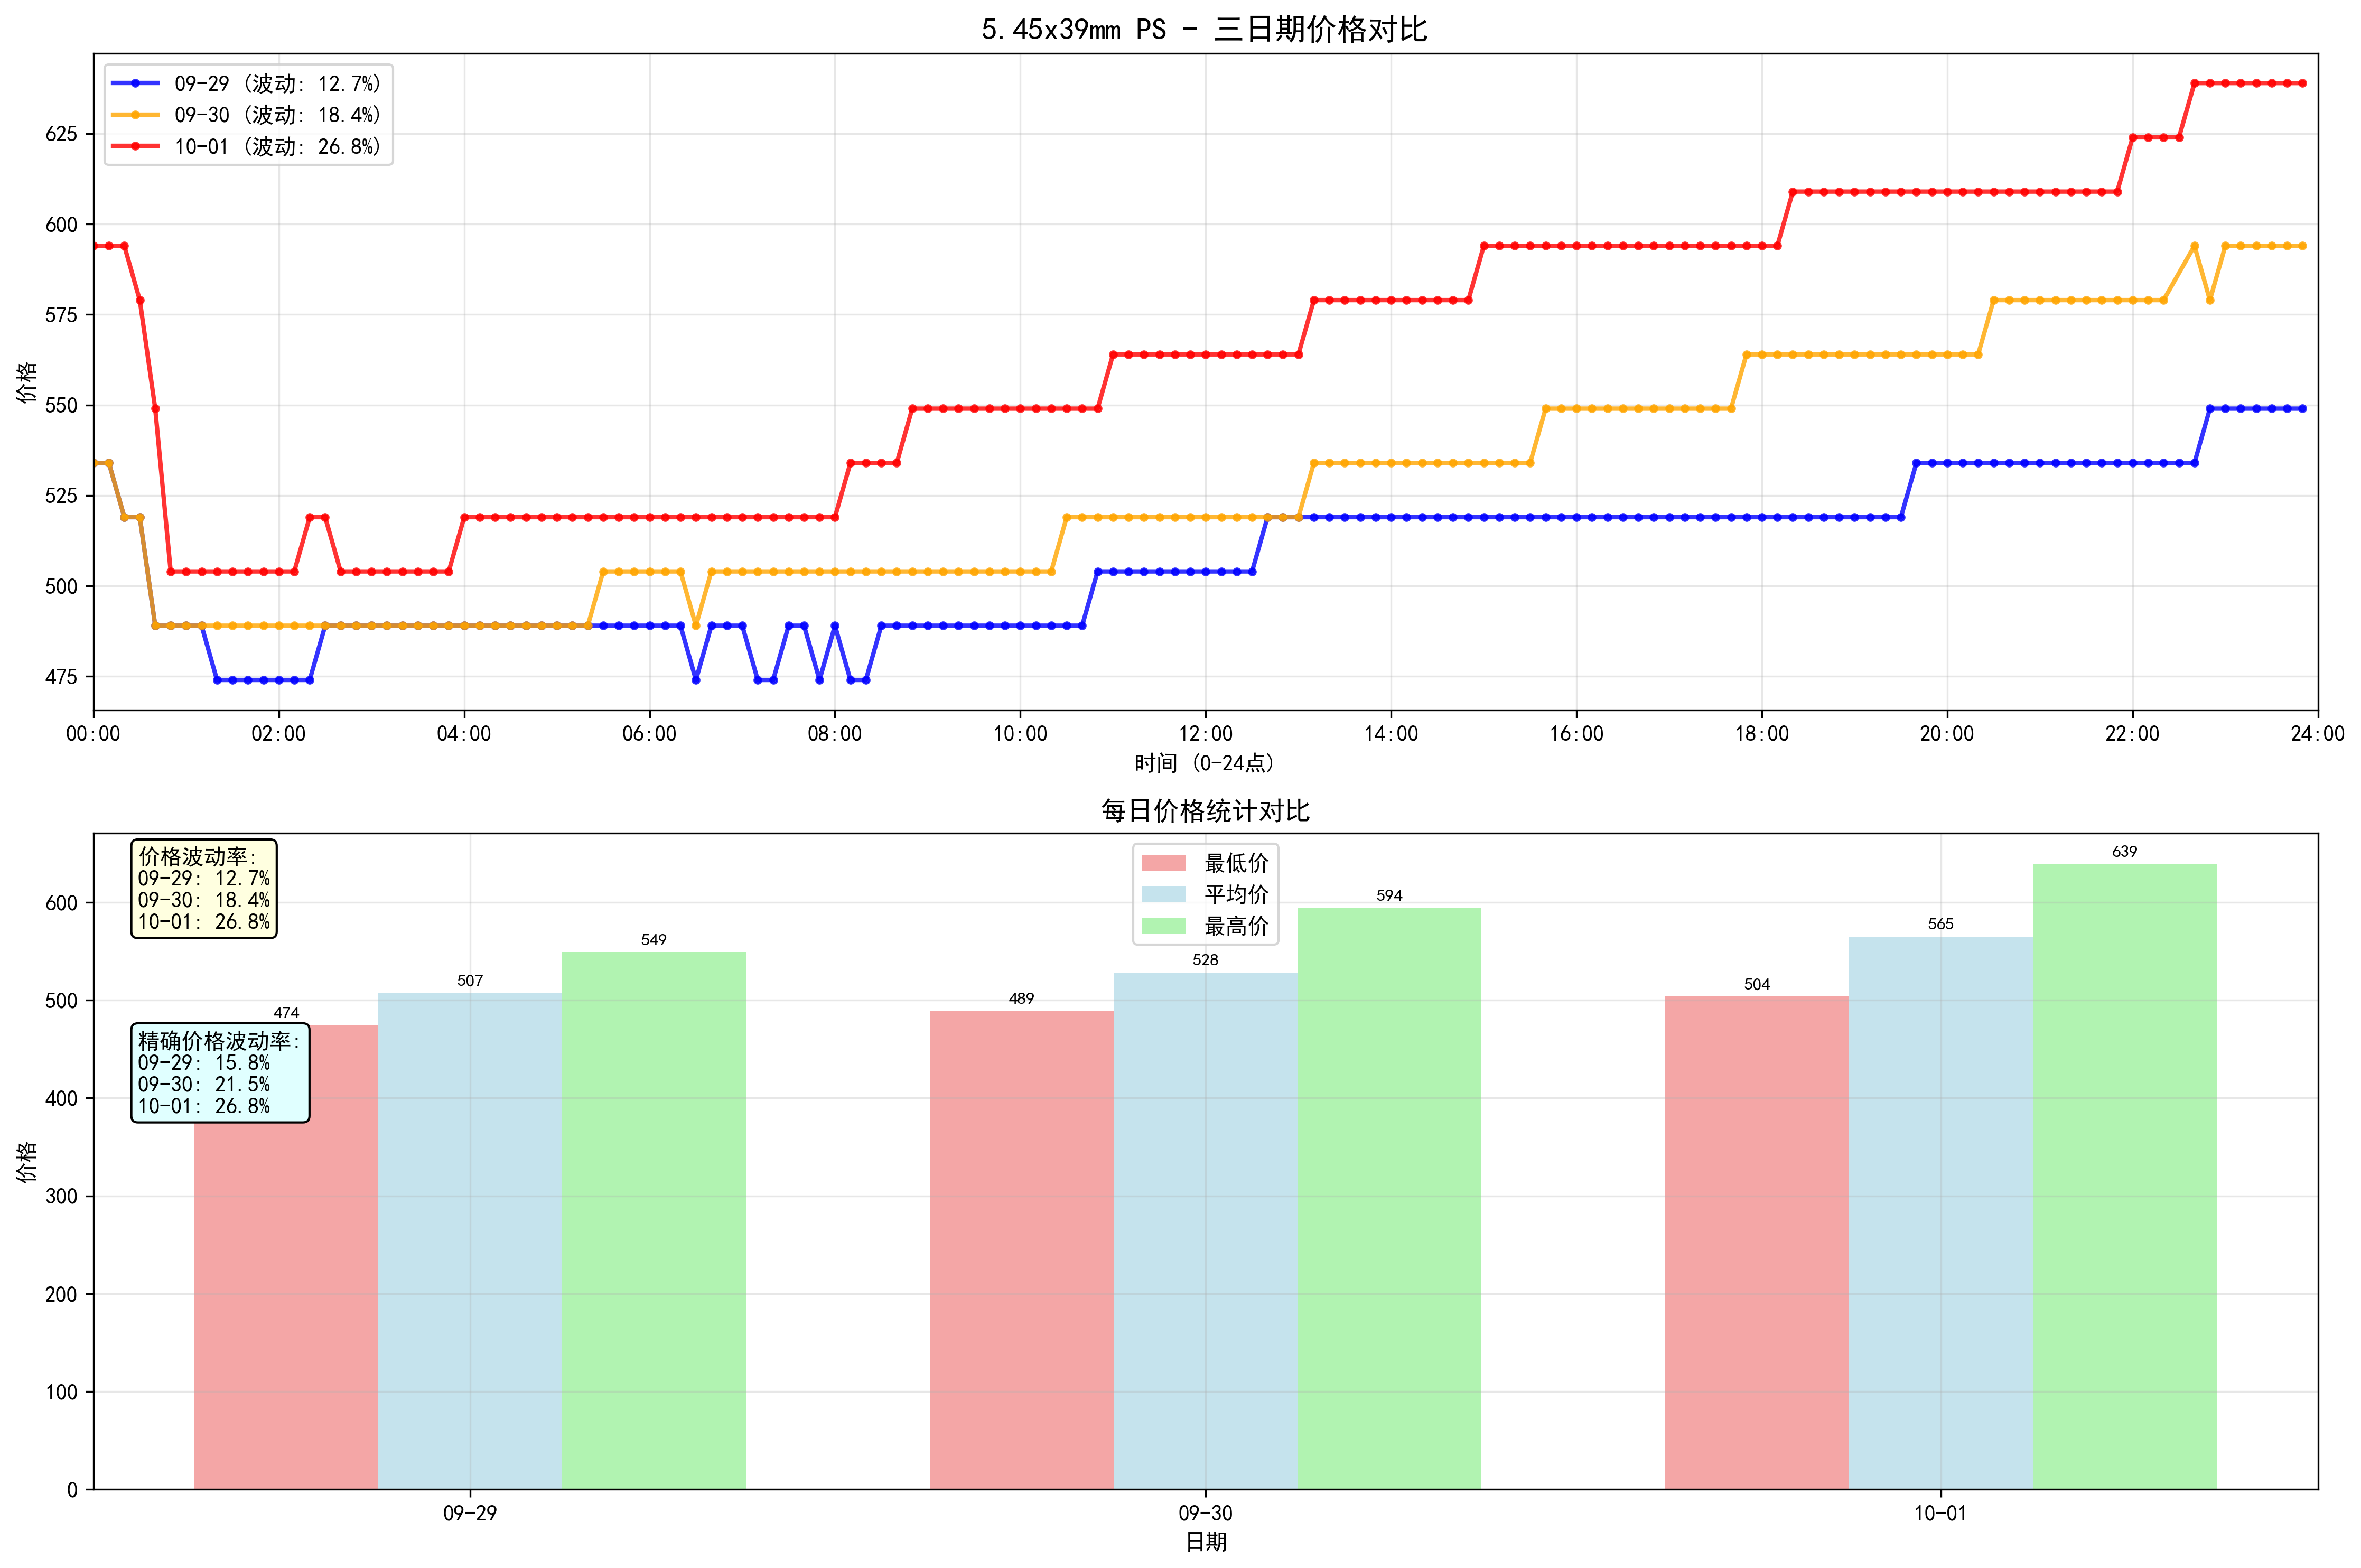 5.45x39mm PS - 三日期价格对比
09-29 (波动: 12.7%)
09-30 (波动: 18.4%)
10-01 (波动: 26.8%)
价格
625
600
575
550
525
500
475
00:00 02:00 04:00 06:00 08:00 10:00 12:00 14:00 16:00 18:00 20:00 22:00 24:00
时间 (0-24点)
每日价格统计对比
价格波动率:
09-29: 12.7%
09-30: 18.4%
10-01: 26.8%
精确价格波动率:
09-29: 15.8%
09-30: 21.5%
10-01: 26.8%
最低价
平均价
最高价
价格
600
500
400
300
200
100
0
474 507 549
489 528 594
504 565 639
09-29 09-30 10-01
日期